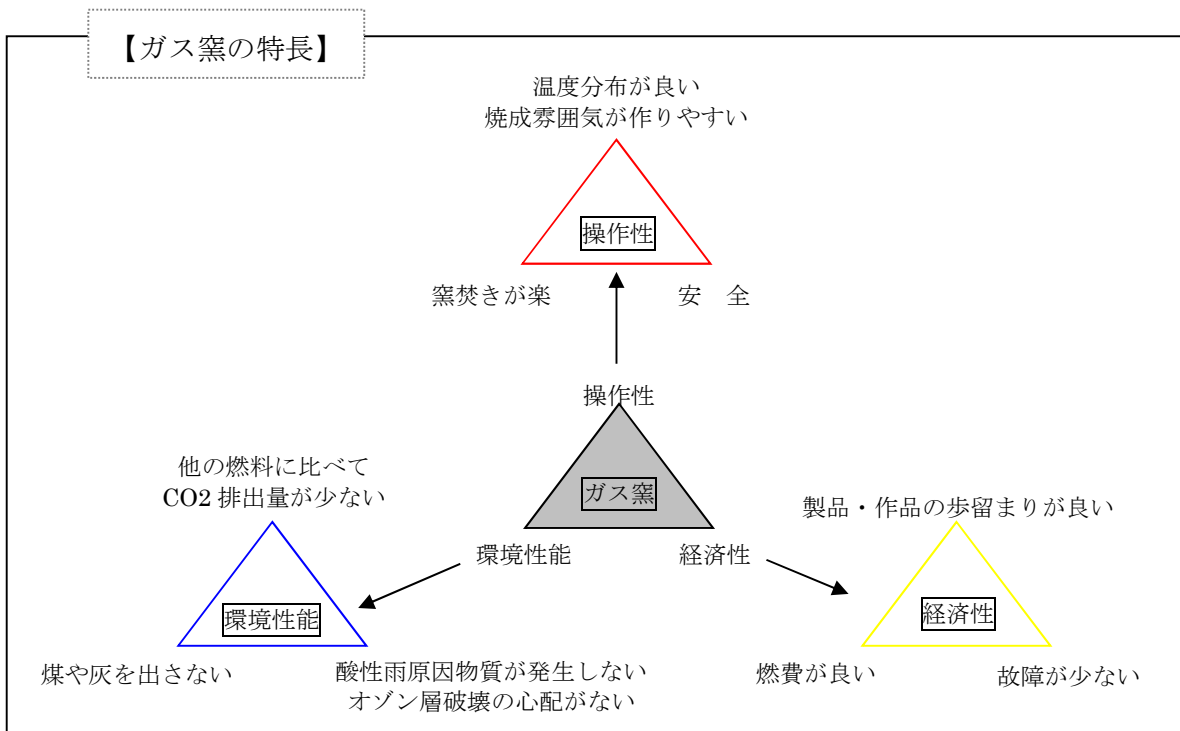 【ガス窯の特長】
温度分布が良い
焼成雰囲気が作りやすい
操作性
窯焚きが楽
安　全
操作性
ガス窯
環境性能
経済性
他の燃料に比べて
CO2 排出量が少ない
環境性能
煤や灰を出さない
酸性雨原因物質が発生しない
オゾン層破壊の心配がない
製品・作品の歩留まりが良い
経済性
燃費が良い
故障が少ない